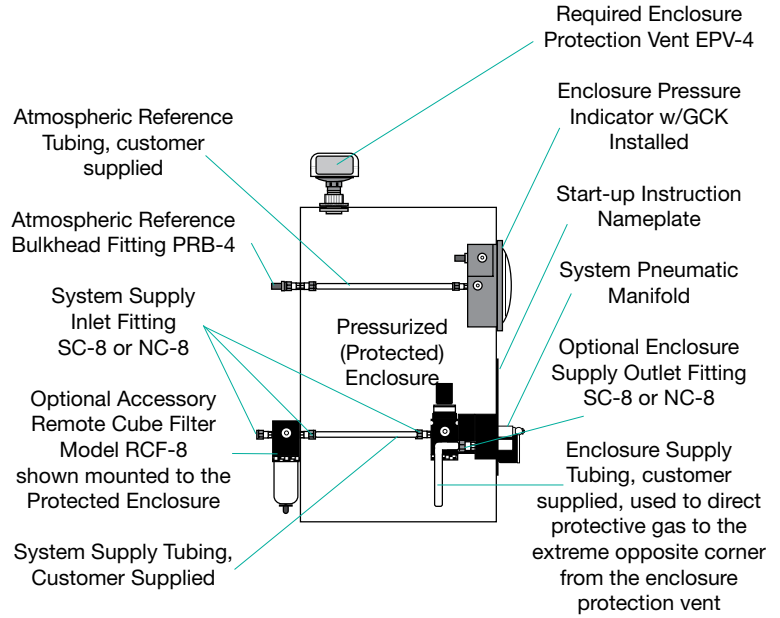 Required Enclosure
Protection Vent EPV-4
Enclosure Pressure
Indicator w/GCK
Installed
Atmospheric Reference
Tubing, customer
supplied
Start-up Instruction
Nameplate
Atmospheric Reference
Bulkhead Fitting PRB-4
System Pneumatic
Manifold
System Supply
Inlet Fitting
SC-8 or NC-8
Pressurized
(Protected)
Enclosure
Optional Enclosure
Supply Outlet Fitting
SC-8 or NC-8
Optional Accessory
Remote Cube Filter
Model RCF-8
shown mounted to the
Protected Enclosure
Enclosure Supply
Tubing, customer
supplied, used to direct
protective gas to the
extreme opposite corner
from the enclosure
protection vent
System Supply Tubing,
Customer Supplied